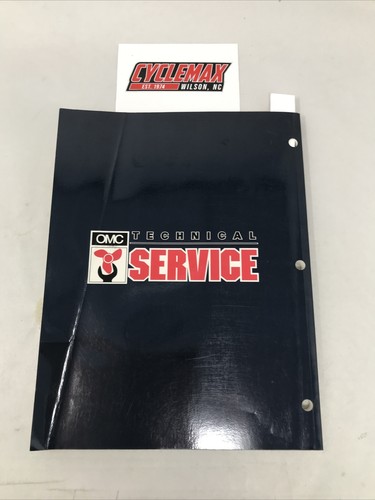 CYCLEMAX
EST. 1974 WILSON, NC
OMC TECHNICAL
SERVICE